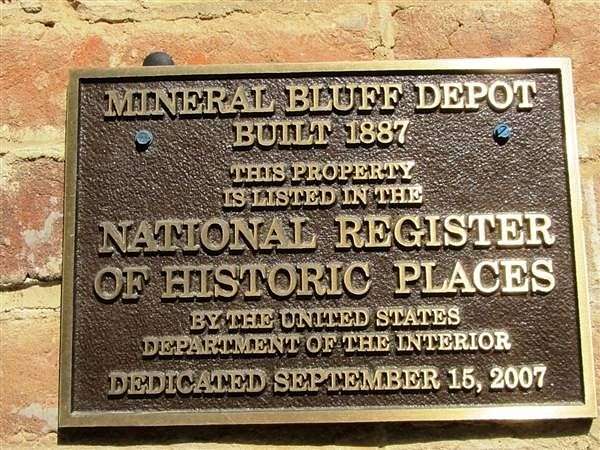 MINERAL BLUFF DEPOT
BUILT 1887
THIS PROPERTY
IS LISTED IN THE
NATIONAL REGISTER
OF HISTORIC PLACES
BY THE UNITED STATES
DEPARTMENT OF THE INTERIOR
DEDICATED SEPTEMBER 15, 2007